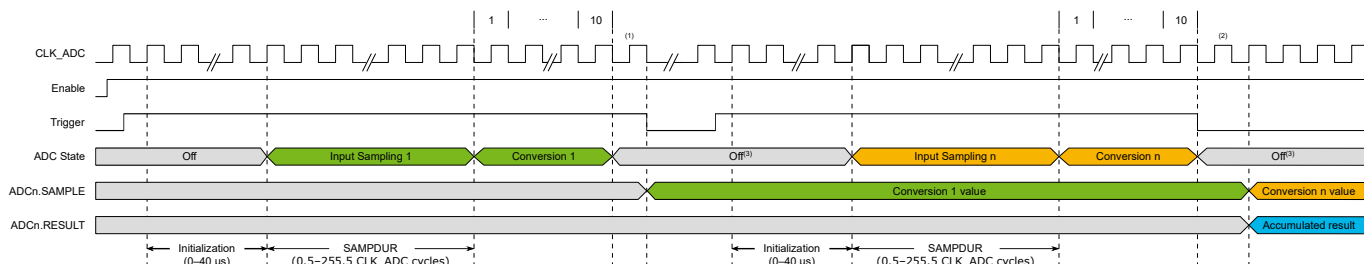 1 ... 10 1 ... 10
(1) (2)
CLK_ADC
Enable
Trigger
ADC State Off Input Sampling 1 Conversion 1 Off(3) Input Sampling n Conversion n Off(3)
ADCn.SAMPLE Conversion 1 value Conversion n value
ADCn.RESULT Accumulated result
Initialization SAMPDUR Initialization SAMPDUR
(0–40 us) (0.5–255.5 CLK_ADC cycles) (0–40 us) (0.5–255.5 CLK_ADC cycles)